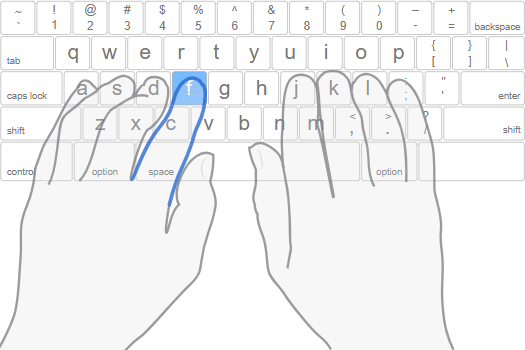 ~ ! @ # $ % ^ & * ( ) – +
` 1 2 3 4 5 6 7 8 9 0 - = backspace
tab q w e r t y u i o p { } |
[ ] \
caps lock a s d f g h j k l : " enter
; '
shift z x c v b n m < > ? shift
, . /
control option space option